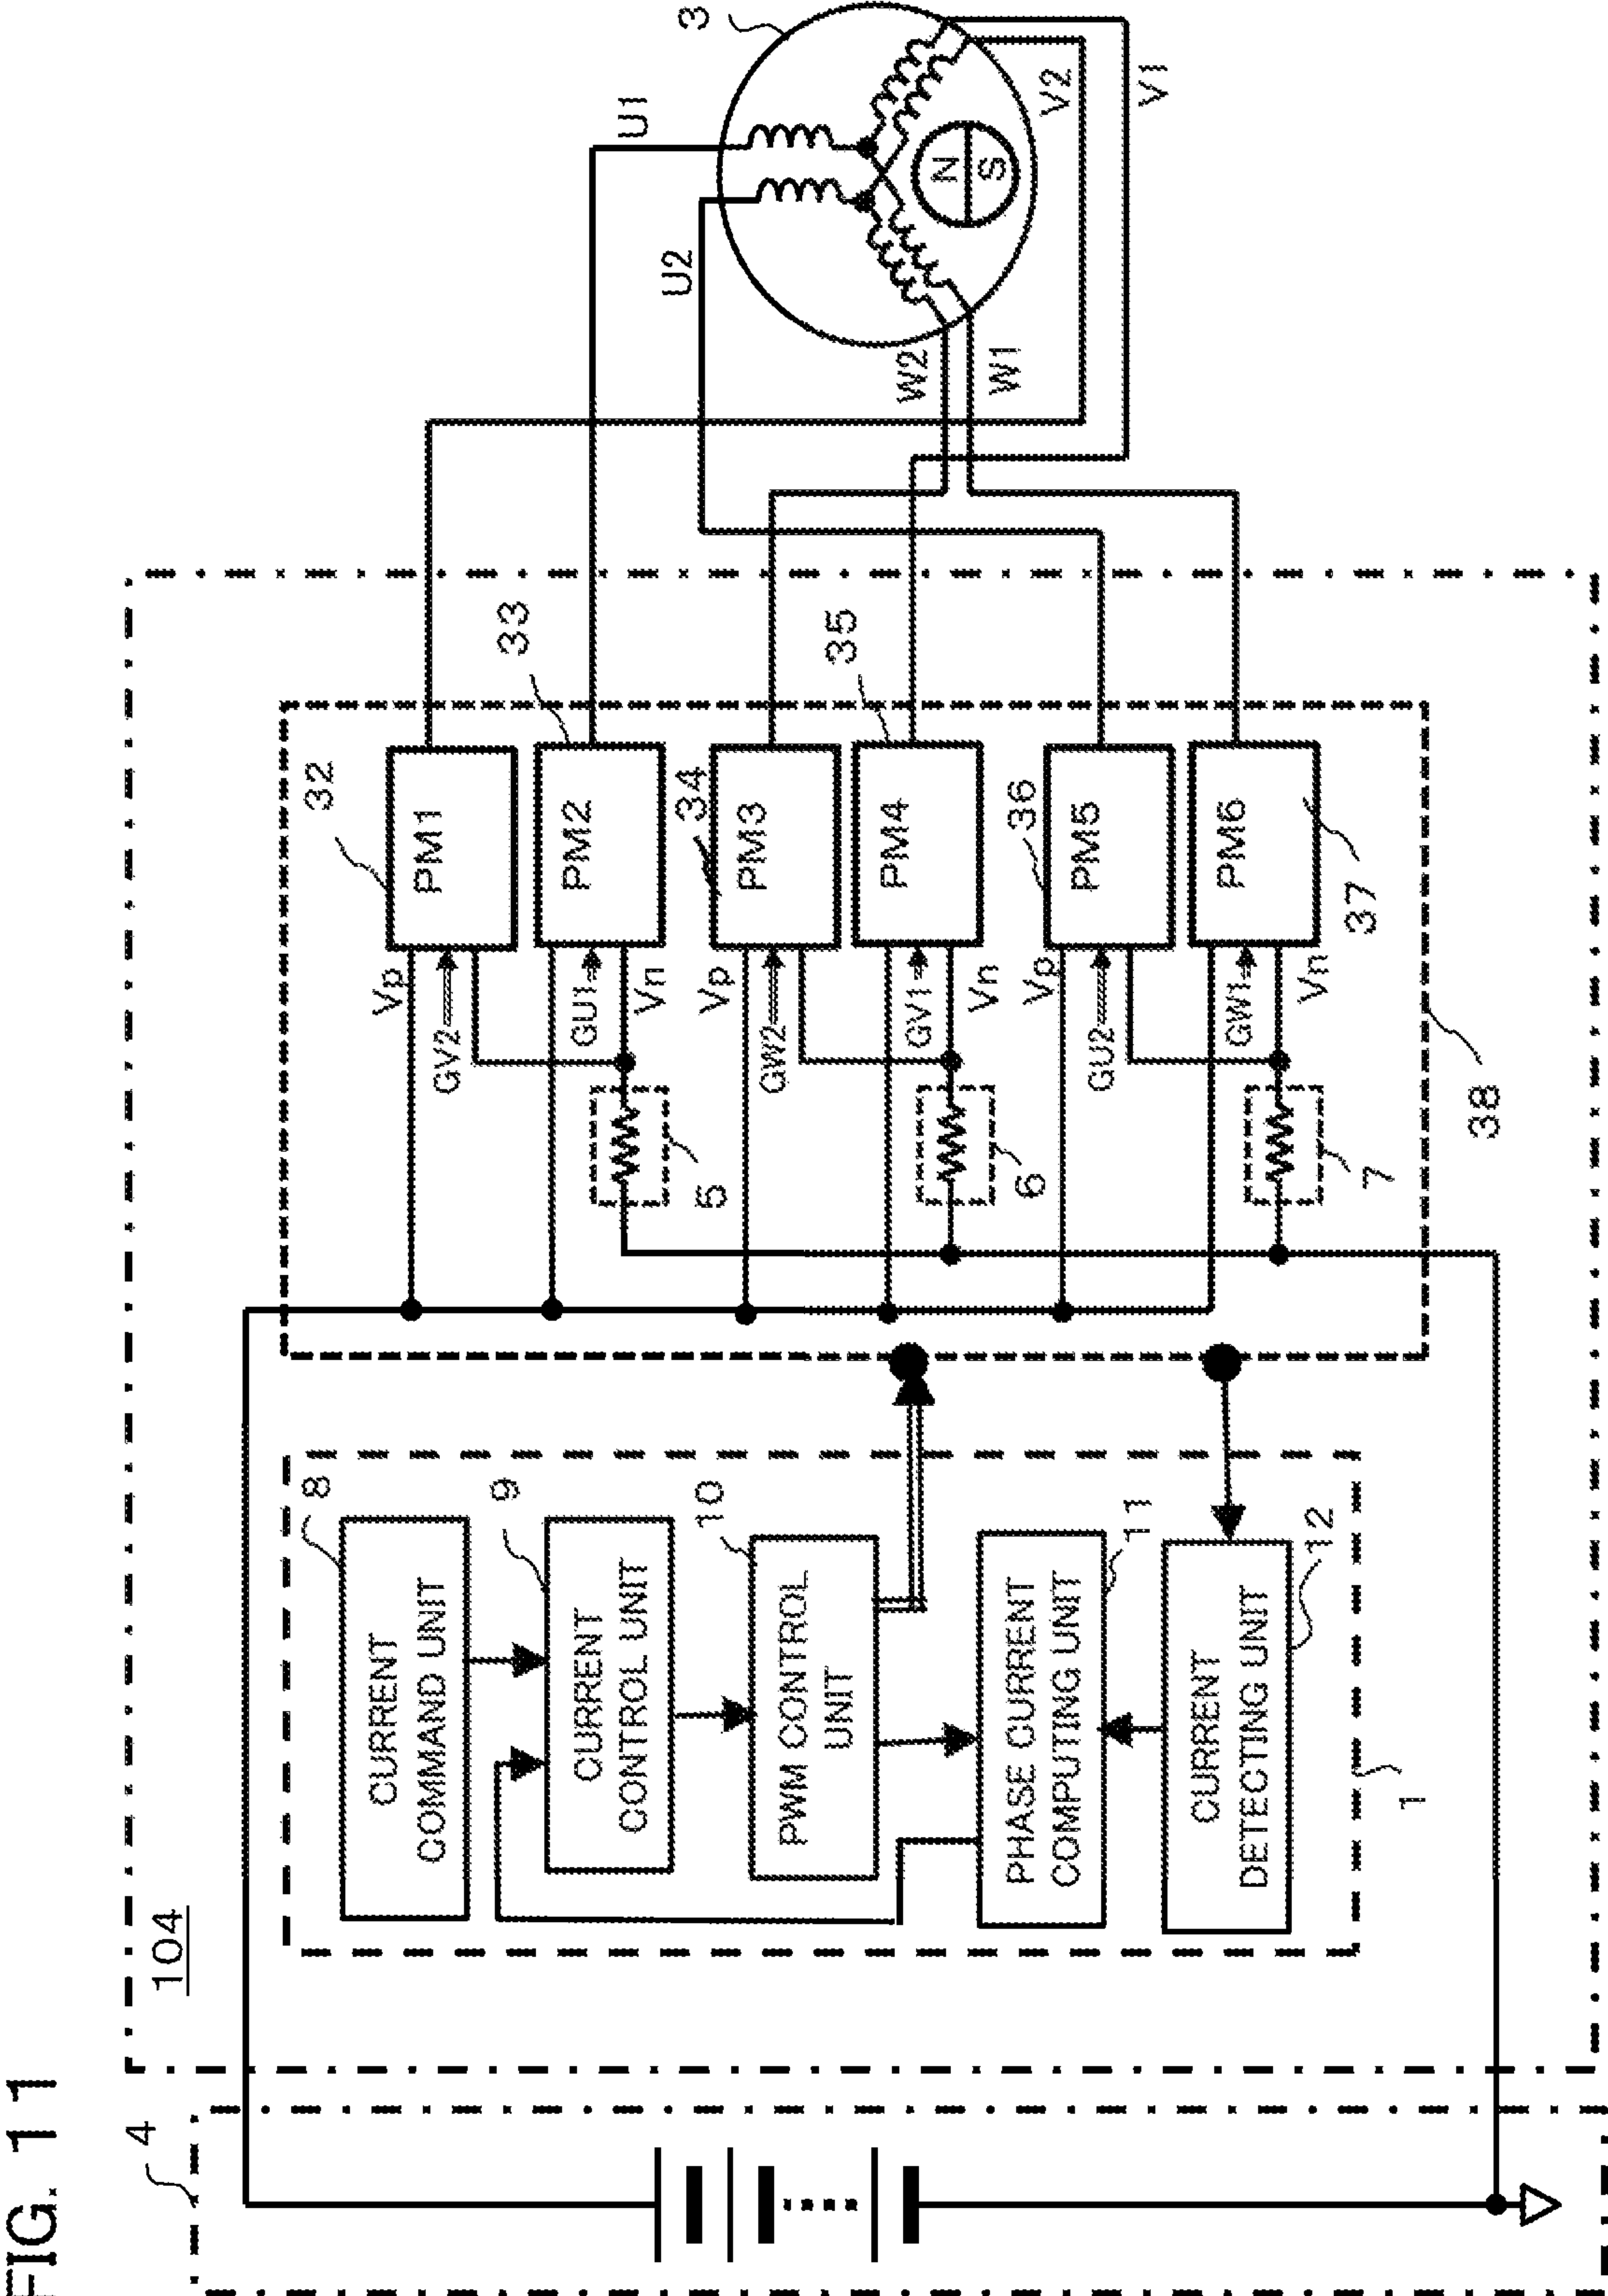 FIG. 11
104
4
CURRENT
COMMAND UNIT
8
CURRENT
CONTROL UNIT
9
PWM CONTROL
UNIT
10
PHASE CURRENT
COMPUTING UNIT
11
CURRENT
DETECTING UNIT
12
1
Vp
GV2
PM1
32
GU1
Vn
PM2
33
5
Vp
GW2
PM3
34
GV1
Vn
PM4
35
6
Vp
GU2
PM5
36
GW1
Vn
PM6
37
7
38
U1
U2
W2
W1
V2
V1
N
S
3